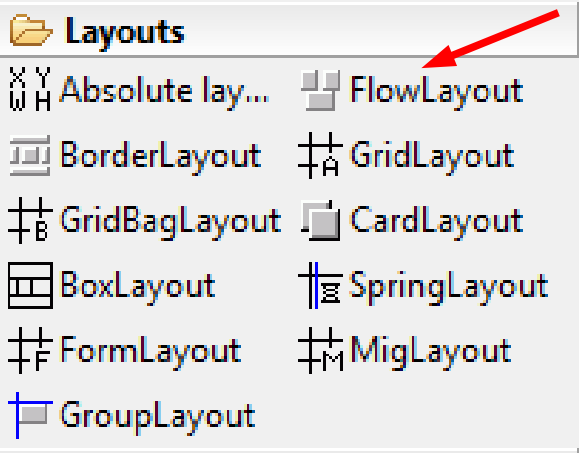 Layouts
Absolute lay... FlowLayout
BorderLayout GridLayout
GridBagLayout CardLayout
BoxLayout SpringLayout
FormLayout MigLayout
GroupLayout